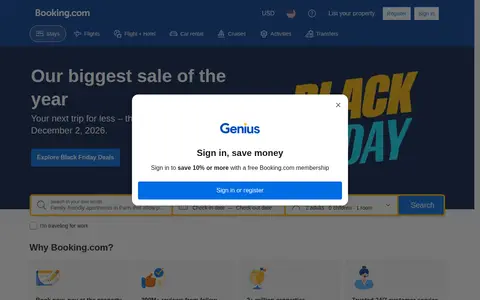 Booking.com
USD
List your property
Register
Sign in
Stays
Flights
Flight + Hotel
Car rental
Cruises
Activities
Transfers
Our biggest sale of the
year
Your next trip for less – th
December 2, 2026.
Explore Black Friday Deals
BLACK
DAY
×
Genius
Sign in, save money
Sign in to save 10% or more with a free Booking.com membership
Sign in or register
Check-in date — Check-out date
Search
I'm traveling for work
Why Booking.com?